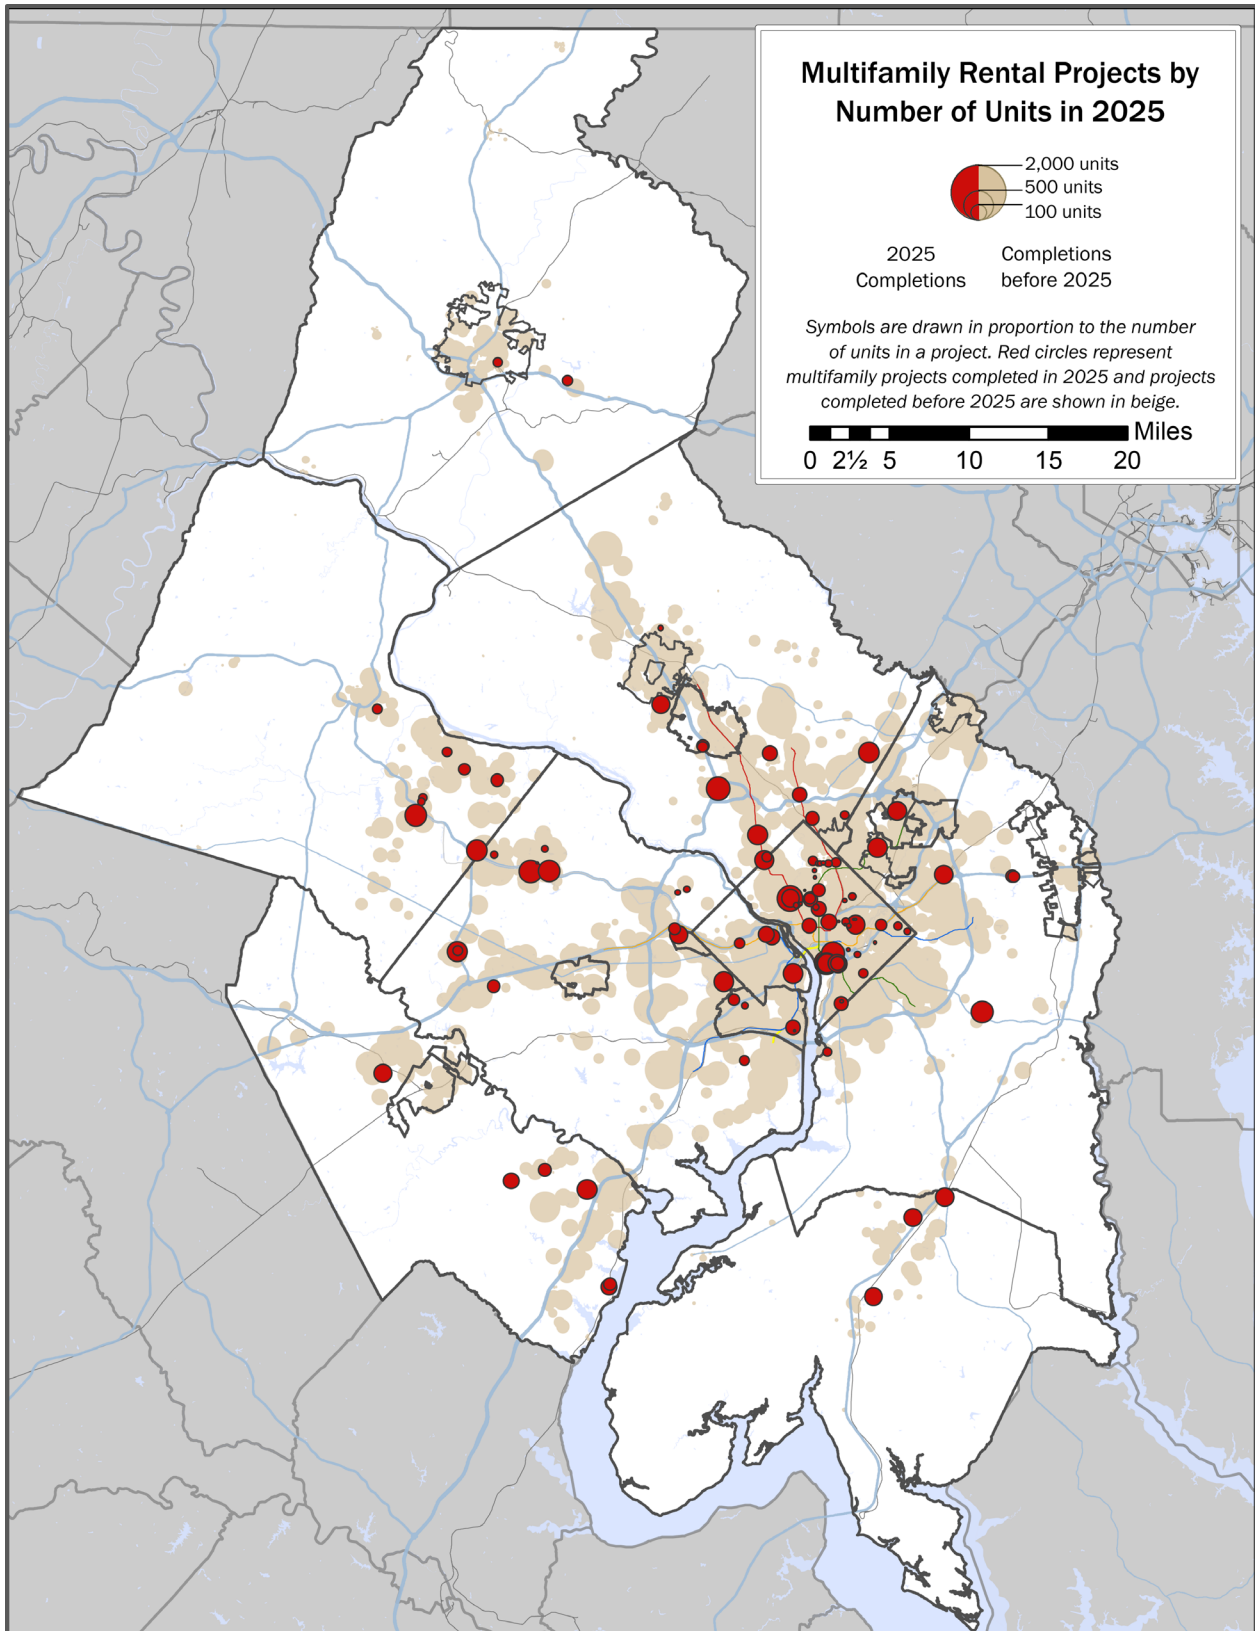 Multifamily Rental Projects by
Number of Units in 2025
2,000 units
500 units
100 units
2025
Completions
Completions
before 2025
Symbols are drawn in proportion to the number
of units in a project. Red circles represent
multifamily projects completed in 2025 and projects
completed before 2025 are shown in beige.
Miles
0 2½ 5 10 15 20